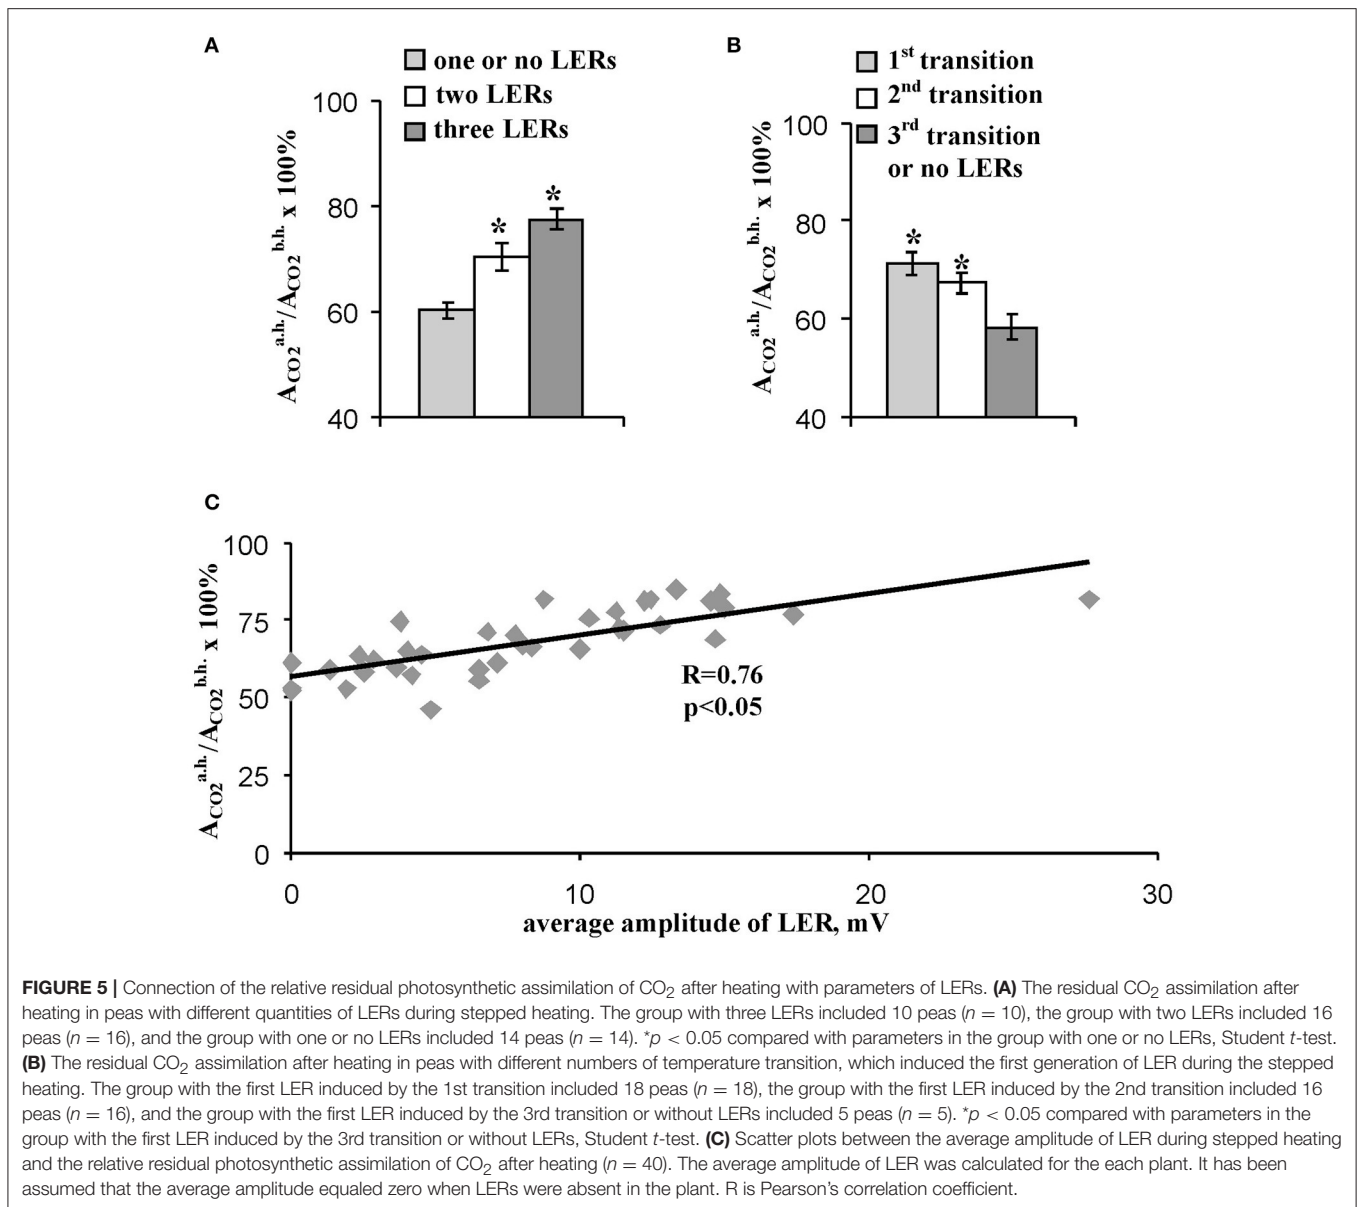 A
one or no LERs
two LERs
three LERs
100
80
60
40
A_CO2^a.h./A_CO2^b.h. x 100%
*
*
B
1st transition
2nd transition
3rd transition
or no LERs
100
80
60
40
A_CO2^a.h./A_CO2^b.h. x 100%
*
*
C
100
75
50
25
0
A_CO2^a.h./A_CO2^b.h. x 100%
R=0.76
p<0.05
0 10 20 30
average amplitude of LER, mV
FIGURE 5 | Connection of the relative residual photosynthetic assimilation of CO2 after heating with parameters of LERs. (A) The residual CO2 assimilation after
heating in peas with different quantities of LERs during stepped heating. The group with three LERs included 10 peas (n = 10), the group with two LERs included 16
peas (n = 16), and the group with one or no LERs included 14 peas (n = 14). *p < 0.05 compared with parameters in the group with one or no LERs, Student t-test.
(B) The residual CO2 assimilation after heating in peas with different numbers of temperature transition, which induced the first generation of LER during the stepped
heating. The group with the first LER induced by the 1st transition included 18 peas (n = 18), the group with the first LER induced by the 2nd transition included 16
peas (n = 16), and the group with the first LER induced by the 3rd transition or without LERs included 5 peas (n = 5). *p < 0.05 compared with parameters in the
group with the first LER induced by the 3rd transition or without LERs, Student t-test. (C) Scatter plots between the average amplitude of LER during stepped heating
and the relative residual photosynthetic assimilation of CO2 after heating (n = 40). The average amplitude of LER was calculated for the each plant. It has been
assumed that the average amplitude equaled zero when LERs were absent in the plant. R is Pearson's correlation coefficient.